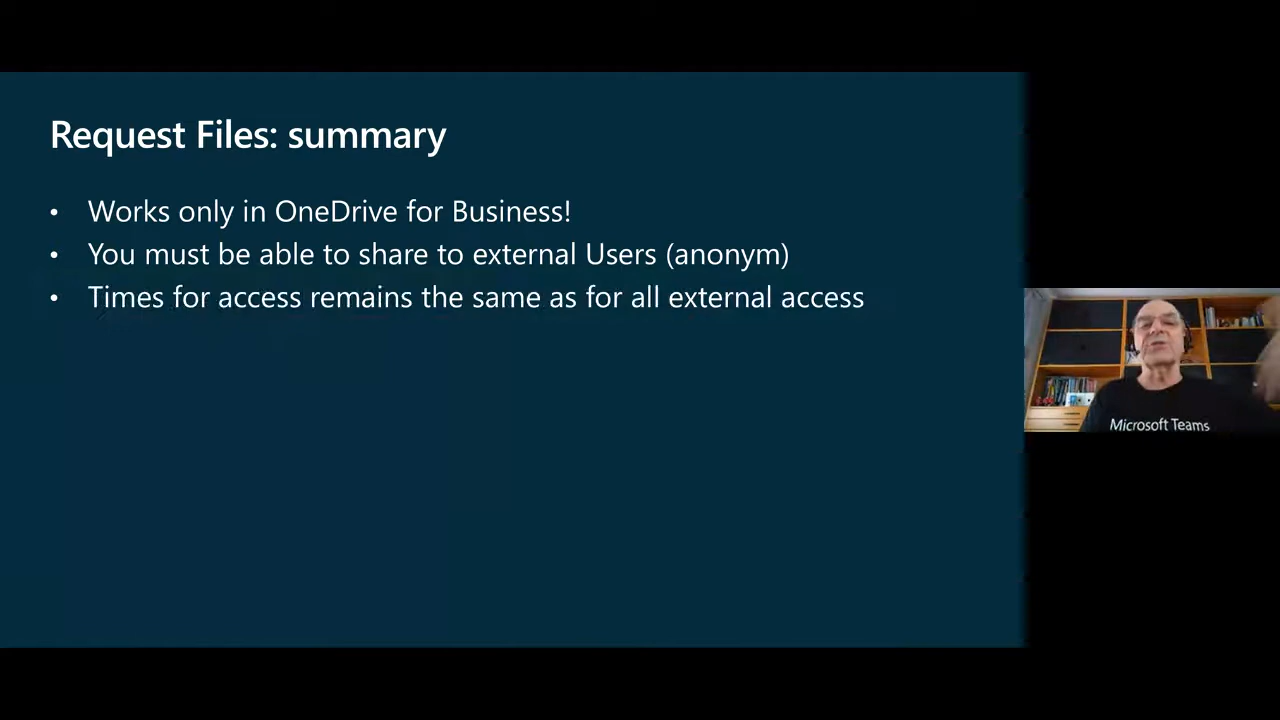 Request Files: summary
• Works only in OneDrive for Business!
• You must be able to share to external Users (anonym)
• Times for access remains the same as for all external access
Microsoft Teams